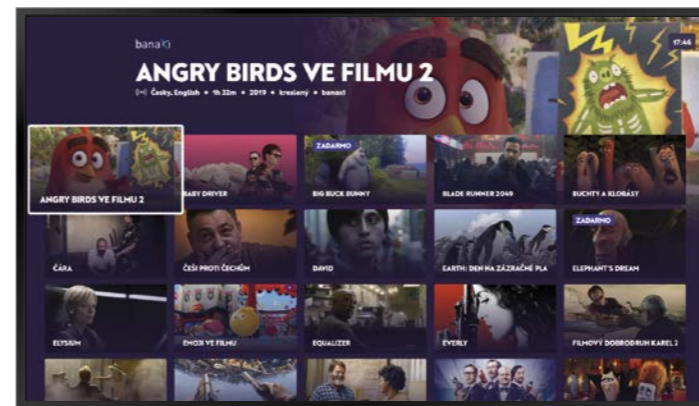 banaxi
17:46
ANGRY BIRDS VE FILMU 2
Česky, English • 1h 32m • 2019 • kreslený • banaxi
ANGRY BIRDS VE FILMU 2
BABY DRIVER
ZADARMO
BIG BUCK BUNNY
BLADE RUNNER 2049
BUCHTY A KLOBÁSY
ČÁRA
ČEŠI PROTI ČECHŮM
DAVID
EARTH: DEN NA ZÁZRAČNÉ PLA
ZADARMO
ELEPHANT'S DREAM
ELYSIUM
EMOJI VE FILMU
EQUALIZER
EVERLY
FILMOVÝ DOBRODRUH KAREL Z